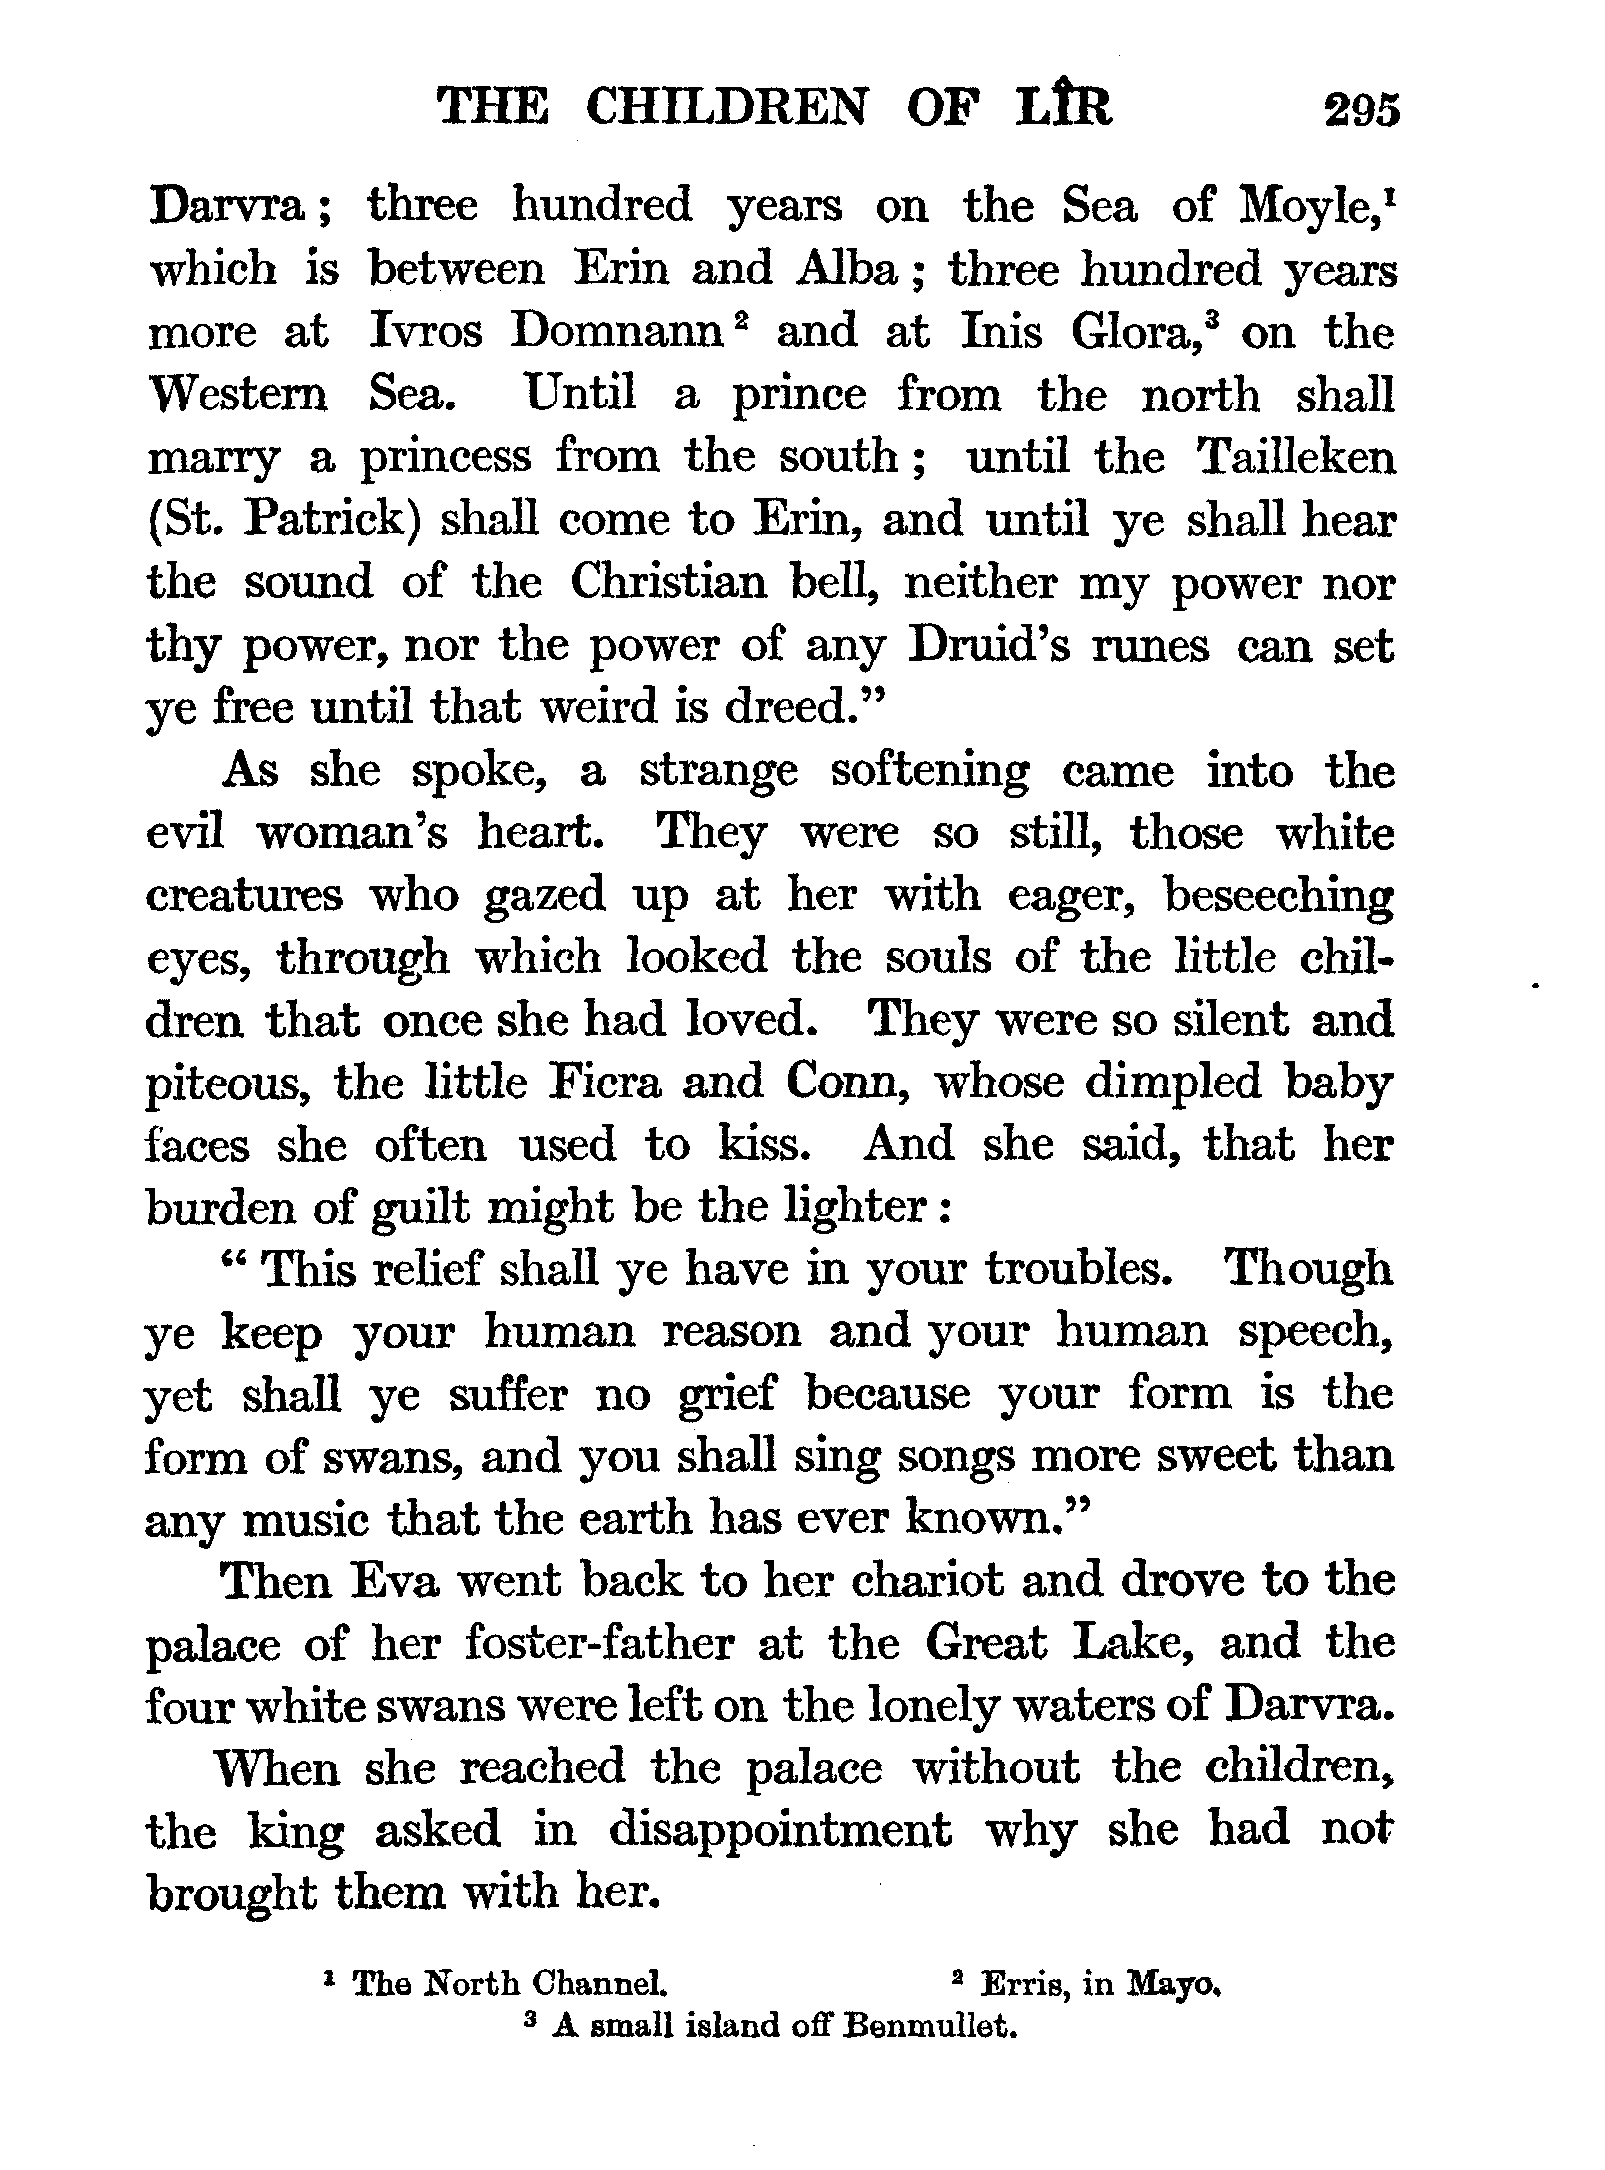 THE CHILDREN OF LÎR 295
Darvra ; three hundred years on the Sea of Moyle,¹
which is between Erin and Alba ; three hundred years
more at Ivros Domnann ² and at Inis Glora,³ on the
Western Sea. Until a prince from the north shall
marry a princess from the south ; until the Tailleken
(St. Patrick) shall come to Erin, and until ye shall hear
the sound of the Christian bell, neither my power nor
thy power, nor the power of any Druid's runes can set
ye free until that weird is dreed.”
As she spoke, a strange softening came into the
evil woman's heart. They were so still, those white
creatures who gazed up at her with eager, beseeching
eyes, through which looked the souls of the little chil-
dren that once she had loved. They were so silent and
piteous, the little Ficra and Conn, whose dimpled baby
faces she often used to kiss. And she said, that her
burden of guilt might be the lighter :
“ This relief shall ye have in your troubles. Though
ye keep your human reason and your human speech,
yet shall ye suffer no grief because your form is the
form of swans, and you shall sing songs more sweet than
any music that the earth has ever known.”
Then Eva went back to her chariot and drove to the
palace of her foster-father at the Great Lake, and the
four white swans were left on the lonely waters of Darvra.
When she reached the palace without the children,
the king asked in disappointment why she had not
brought them with her.
¹ The North Channel. ² Erris, in Mayo.
³ A small island off Benmullet.